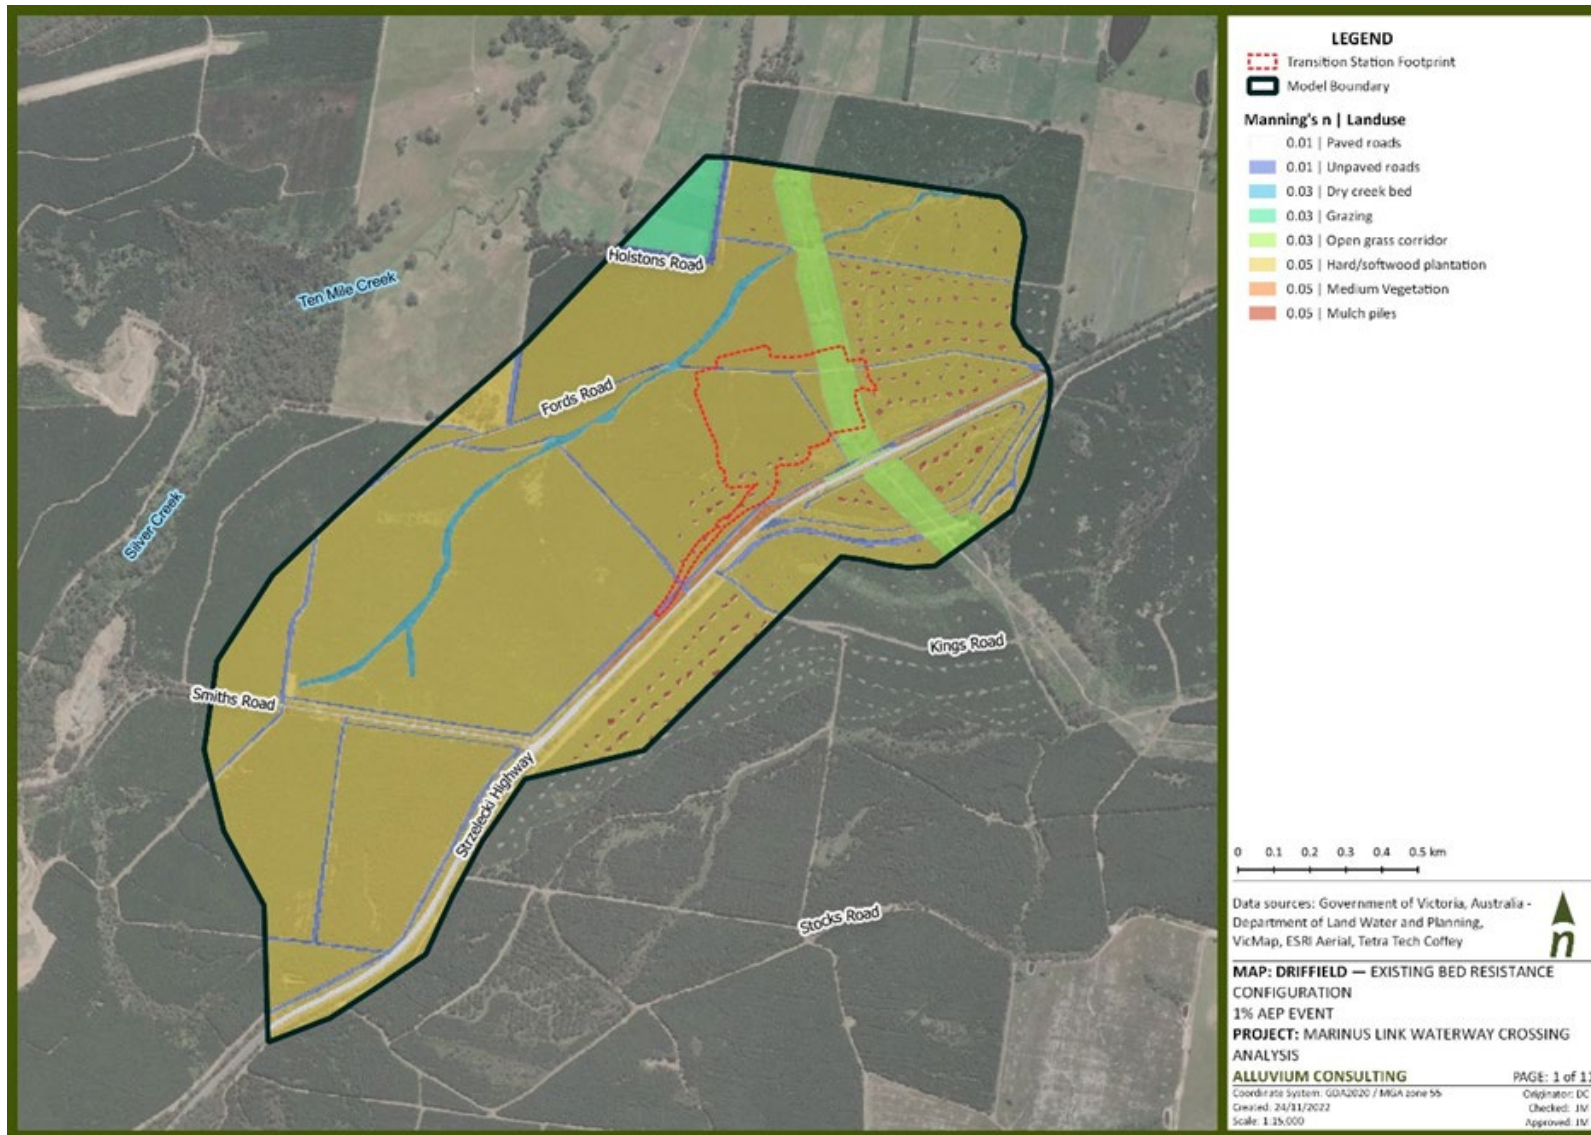 LEGEND
Transition Station Footprint
Model Boundary
Manning's n | Landuse
0.01 | Paved roads
0.01 | Unpaved roads
0.03 | Dry creek bed
0.03 | Grazing
0.03 | Open grass corridor
0.05 | Hard/softwood plantation
0.05 | Medium Vegetation
0.05 | Mulch piles
Holstons Road
Ten Mile Creek
Fords Road
Silver Creek
Kings Road
Smiths Road
Strzelecki Highway
Stocks Road
0 0.1 0.2 0.3 0.4 0.5 km
Data sources: Government of Victoria, Australia -
Department of Land Water and Planning,
VicMap, ESRI Aerial, Tetra Tech Coffey
n
MAP: DRIFFIELD — EXISTING BED RESISTANCE
CONFIGURATION
1% AEP EVENT
PROJECT: MARINUS LINK WATERWAY CROSSING
ANALYSIS
ALLUVIUM CONSULTING PAGE: 1 of 11
Coordinate System: GDA2020 / MGA zone 55 Originator: DC
Created: 24/11/2022 Checked: JM
Scale: 1:15,000 Approved: JM